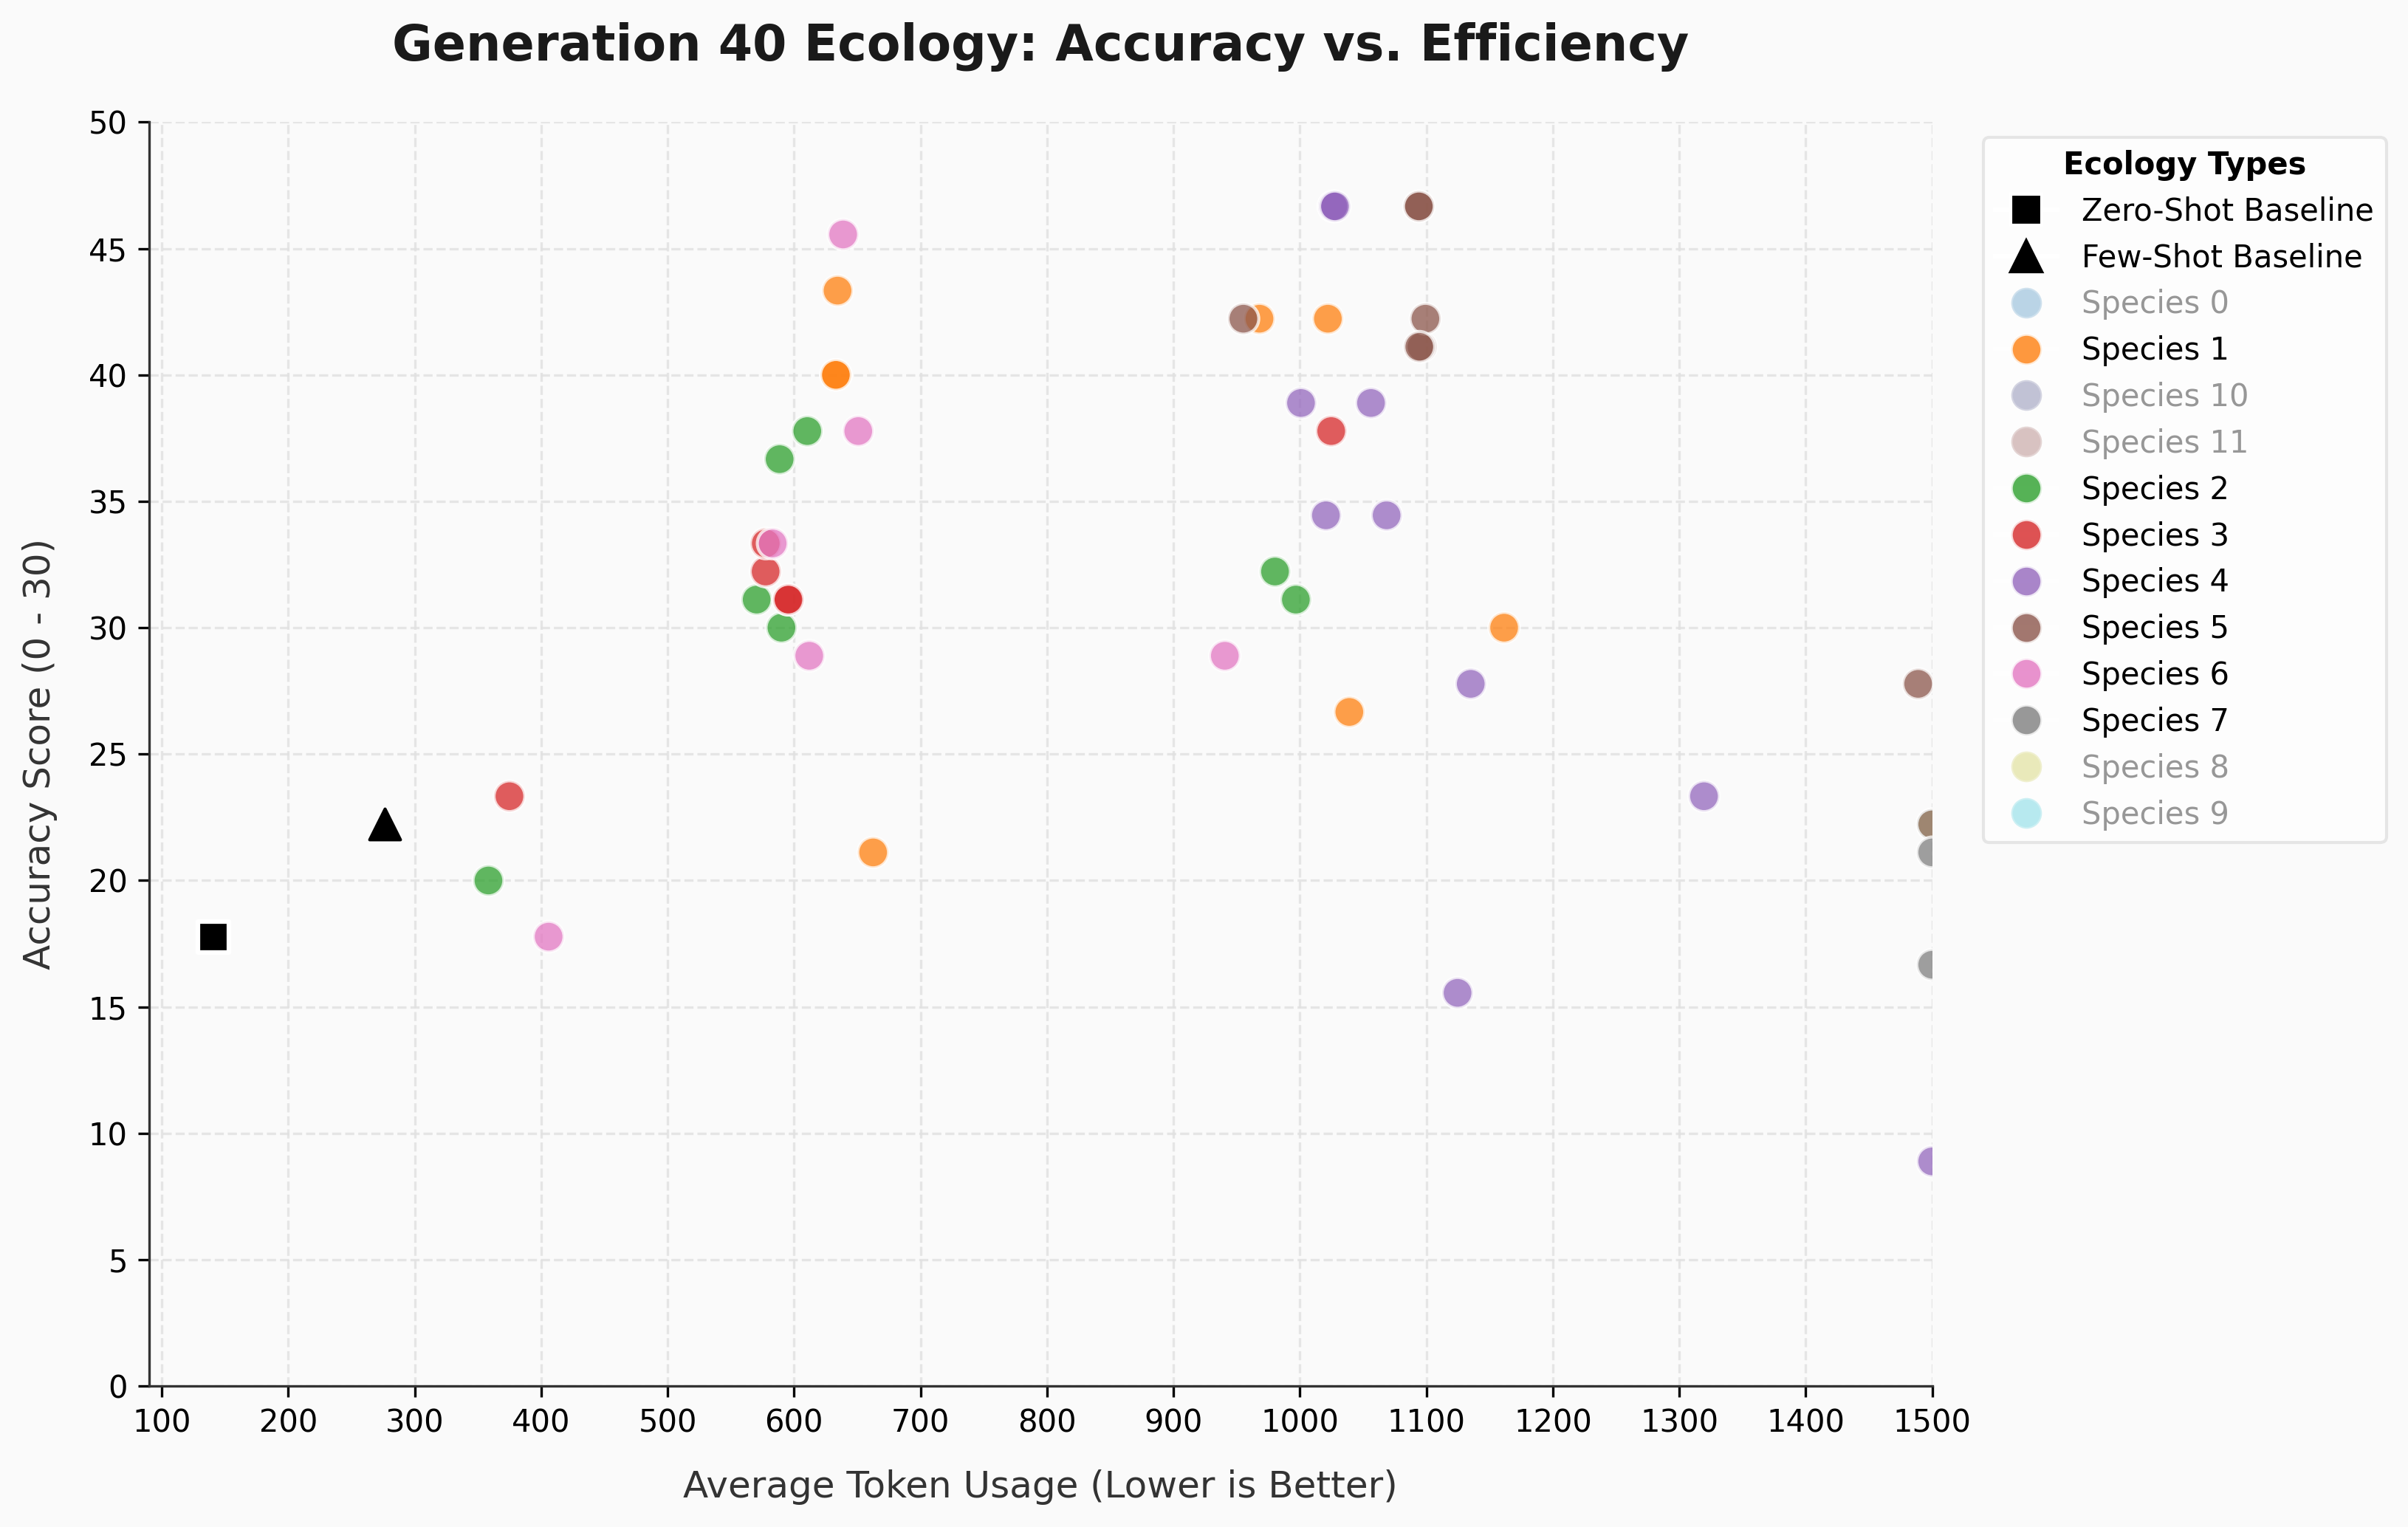 Generation 40 Ecology: Accuracy vs. Efficiency
50
45
40
35
30
25
20
15
10
5
0
Accuracy Score (0 - 30)
100 200 300 400 500 600 700 800 900 1000 1100 1200 1300 1400 1500
Average Token Usage (Lower is Better)
Ecology Types
Zero-Shot Baseline
Few-Shot Baseline
Species 0
Species 1
Species 10
Species 11
Species 2
Species 3
Species 4
Species 5
Species 6
Species 7
Species 8
Species 9